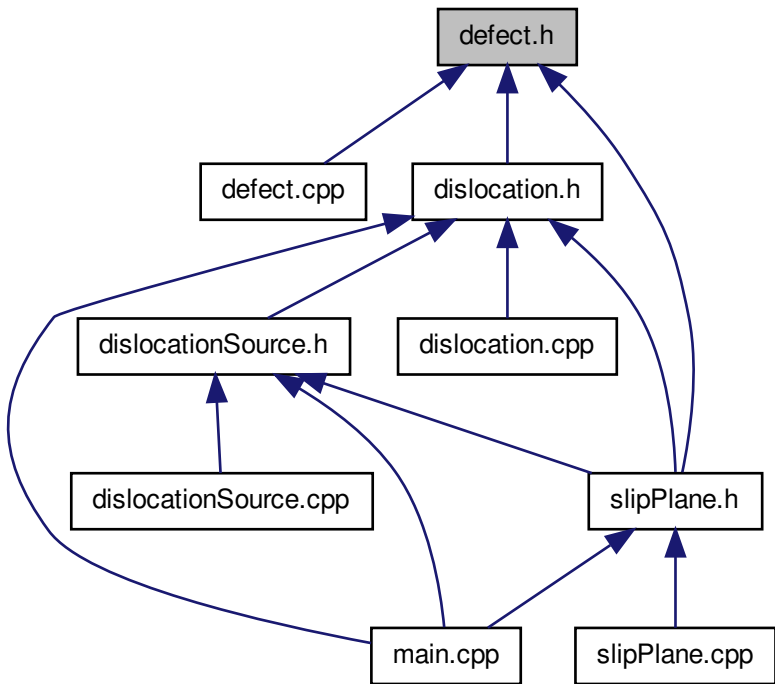 defect.h
defect.cpp
dislocation.h
dislocationSource.h
dislocation.cpp
dislocationSource.cpp
slipPlane.h
main.cpp
slipPlane.cpp